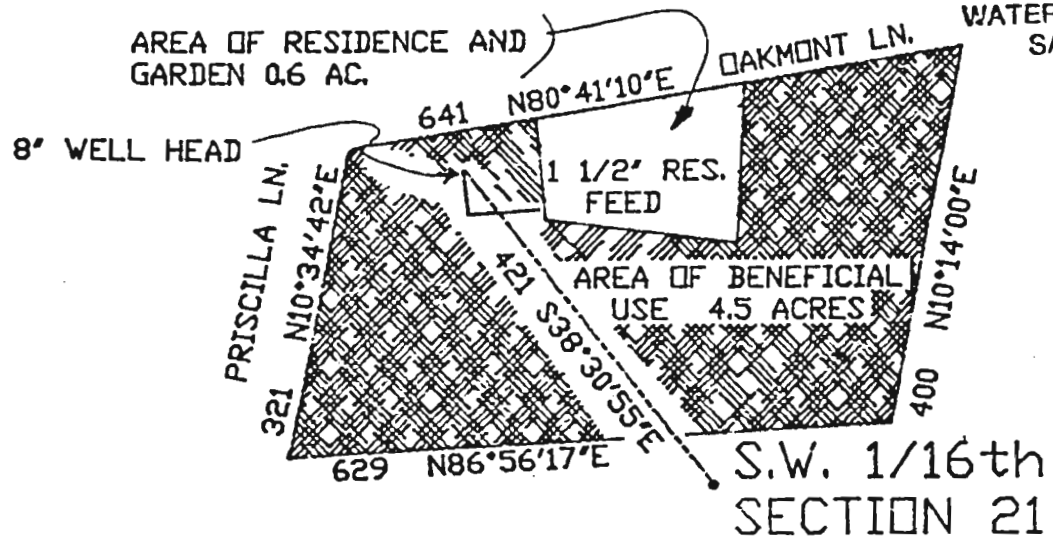 WATER
S/
AREA OF RESIDENCE AND
GARDEN 0.6 AC.
OAKMONT LN.
641 N80°41'10"E
8" WELL HEAD
1 1/2" RES.
FEED
PRISCILLA LN.
N10°34'42"E
321
421 S38°30'55"E
AREA OF BENEFICIAL
USE 4.5 ACRES
N10°14'00"E
400
629 N86°56'17"E
S.W. 1/16th
SECTION 21